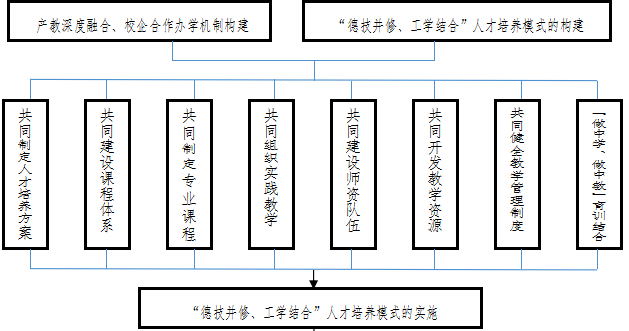 产教深度融合、校企合作办学机制构建
“德技并修、工学结合”人才培养模式的构建
共同制定人才培养方案
共同建设课程体系
共同制定专业课程
共同组织实践教学
共同建设师资队伍
共同开发教学资源
共同健全教学管理制度
“做中学、做中教”育训结合
“德技并修、工学结合”人才培养模式的实施